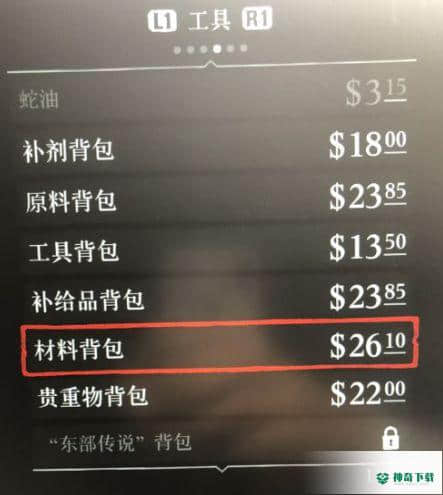 L1 工具 R1
蛇油 $3.15
补剂背包 $18.00
原料背包 $23.85
工具背包 $13.50
补给品背包 $23.85
材料背包 $26.10
贵重物背包 $22.00
“东部传说”背包
神奇下载